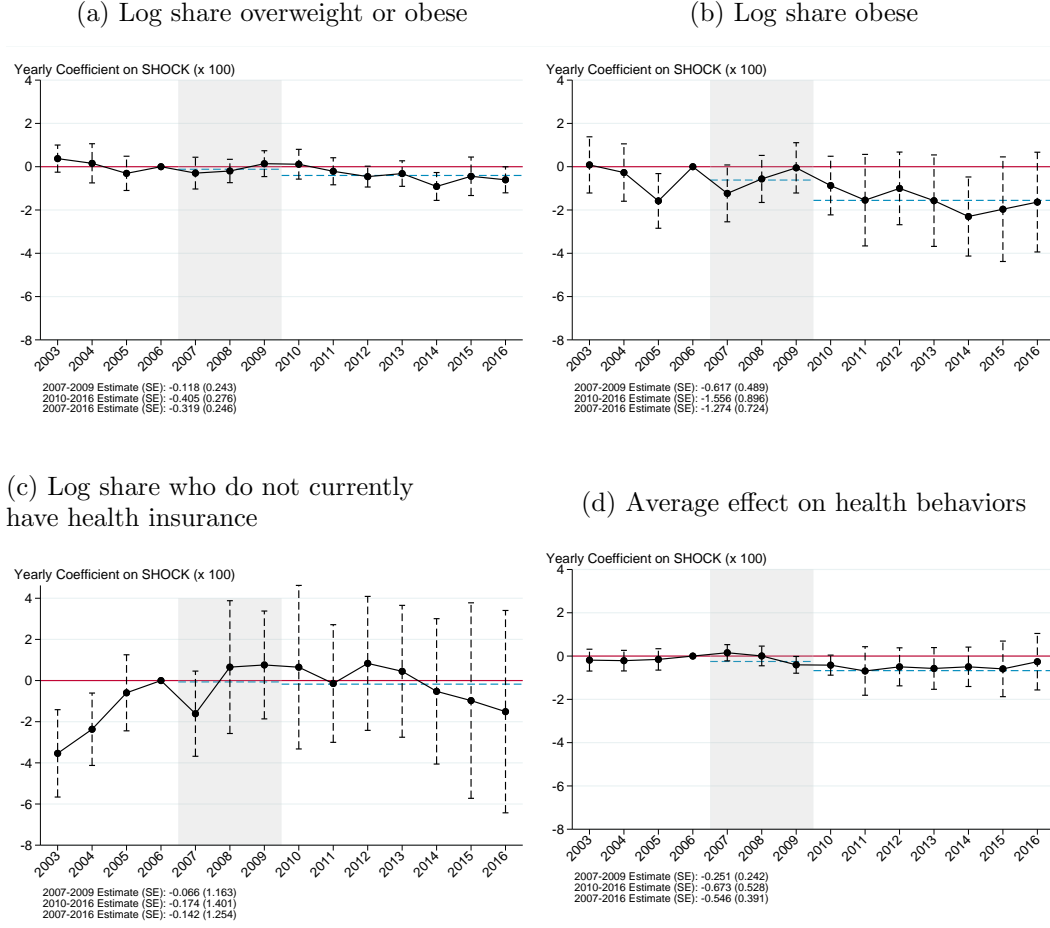 (a) Log share overweight or obese
Yearly Coefficient on SHOCK (x 100)
4
2
0
-2
-4
-6
-8
2003 2004 2005 2006 2007 2008 2009 2010 2011 2012 2013 2014 2015 2016
2007-2009 Estimate (SE): -0.118 (0.243)
2010-2016 Estimate (SE): -0.405 (0.276)
2007-2016 Estimate (SE): -0.319 (0.246)
(b) Log share obese
Yearly Coefficient on SHOCK (x 100)
4
2
0
-2
-4
-6
-8
2003 2004 2005 2006 2007 2008 2009 2010 2011 2012 2013 2014 2015 2016
2007-2009 Estimate (SE): -0.617 (0.489)
2010-2016 Estimate (SE): -1.556 (0.896)
2007-2016 Estimate (SE): -1.274 (0.724)
(c) Log share who do not currently
have health insurance
Yearly Coefficient on SHOCK (x 100)
4
2
0
-2
-4
-6
-8
2003 2004 2005 2006 2007 2008 2009 2010 2011 2012 2013 2014 2015 2016
2007-2009 Estimate (SE): -0.066 (1.163)
2010-2016 Estimate (SE): -0.174 (1.401)
2007-2016 Estimate (SE): -0.142 (1.254)
(d) Average effect on health behaviors
Yearly Coefficient on SHOCK (x 100)
4
2
0
-2
-4
-6
-8
2003 2004 2005 2006 2007 2008 2009 2010 2011 2012 2013 2014 2015 2016
2007-2009 Estimate (SE): -0.251 (0.242)
2010-2016 Estimate (SE): -0.673 (0.528)
2007-2016 Estimate (SE): -0.546 (0.391)